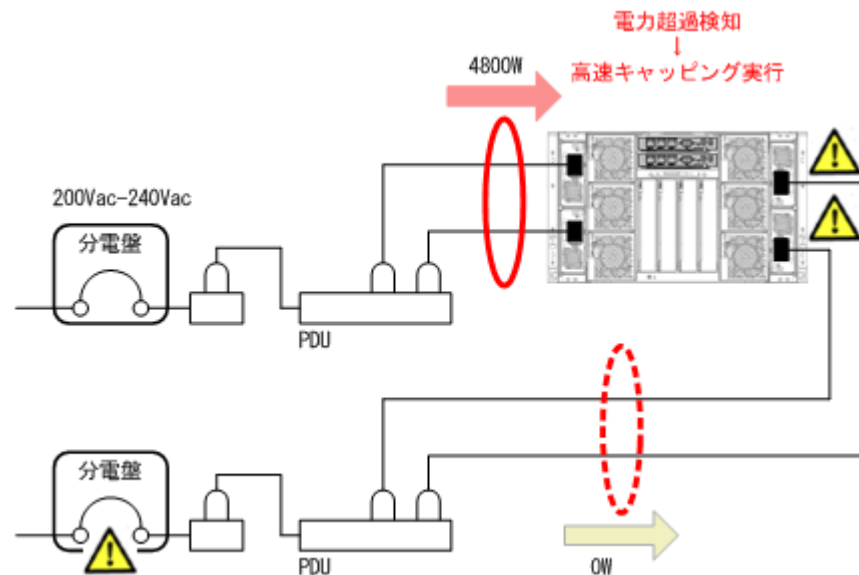 電力超過検知
↓
高速キャッピング実行
4800W
200Vac-240Vac
分電盤
PDU
分電盤
PDU
0W